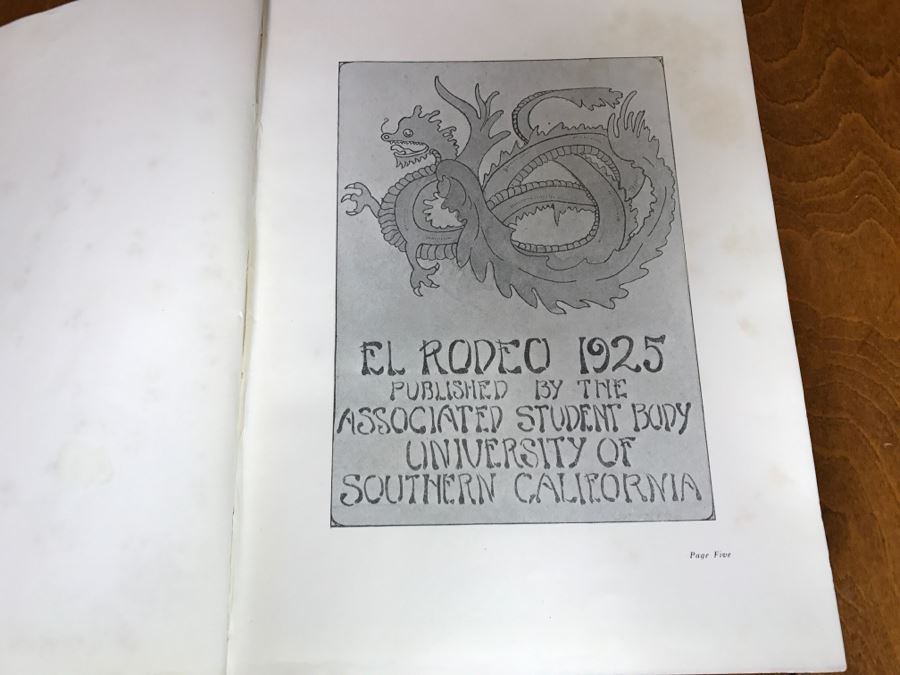 EL RODEO 1925
PUBLISHED BY THE
ASSOCIATED STUDENT BODY
UNIVERSITY OF
SOUTHERN CALIFORNIA
Page Five